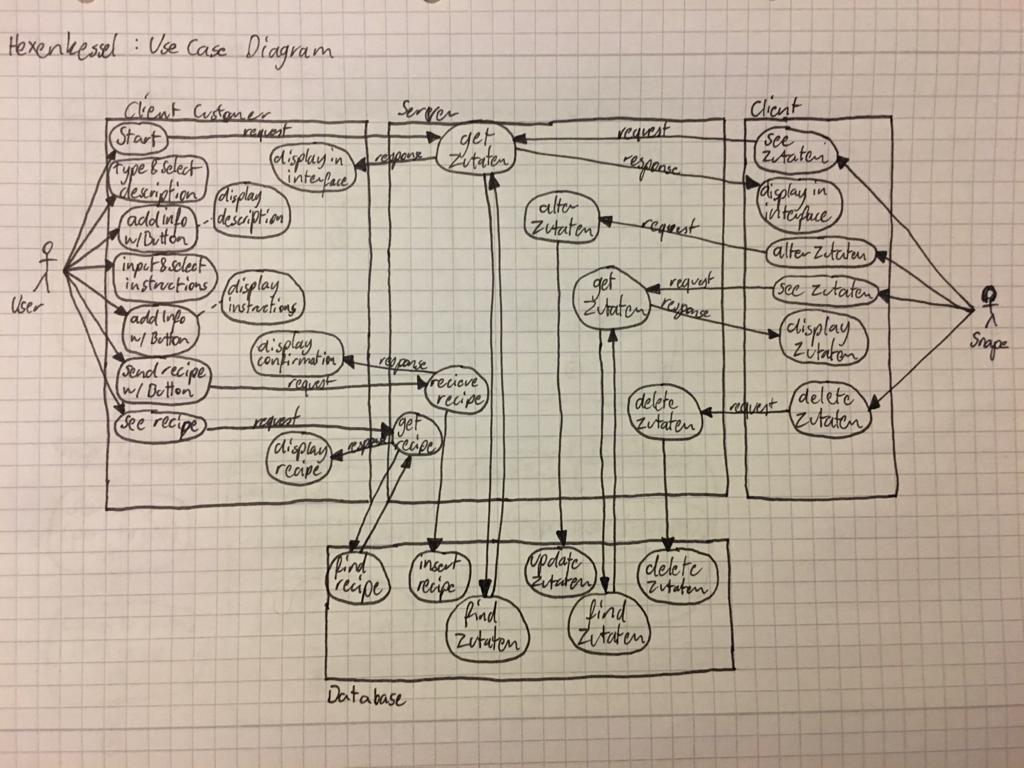 Hexenkessel : Use Case Diagram
Client Customer
Start
type & select
description
add info
w/ Button
display
description
input & select
instructions
add info
w/ Button
display
instructions
send recipe
w/ Button
see recipe
display in
interface
display
confirmation
display
recipe
User
request
response
response
request
request
response
Server
get
Zutaten
alter
Zutaten
get
Zutaten
recieve
recipe
get
recipe
delete
Zutaten
request
response
request
request
response
request
Client
see
Zutaten
display in
interface
alter Zutaten
see Zutaten
display
Zutaten
delete
Zutaten
Snape
find
recipe
insert
recipe
find
Zutaten
update
Zutaten
find
Zutaten
delete
Zutaten
Database